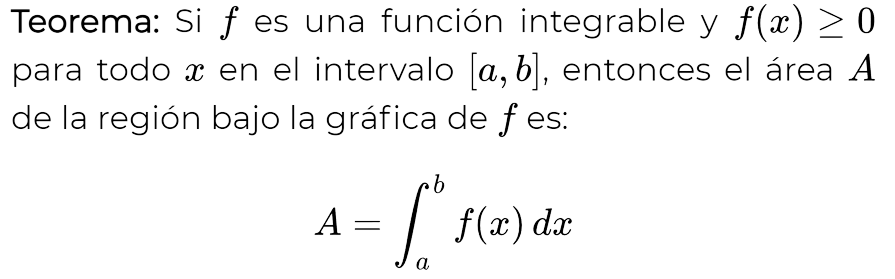 Teorema: Si f es una función integrable y f(x) ≥ 0
para todo x en el intervalo [a, b], entonces el área A
de la región bajo la gráfica de f es:
A = ∫_a^b f(x) dx